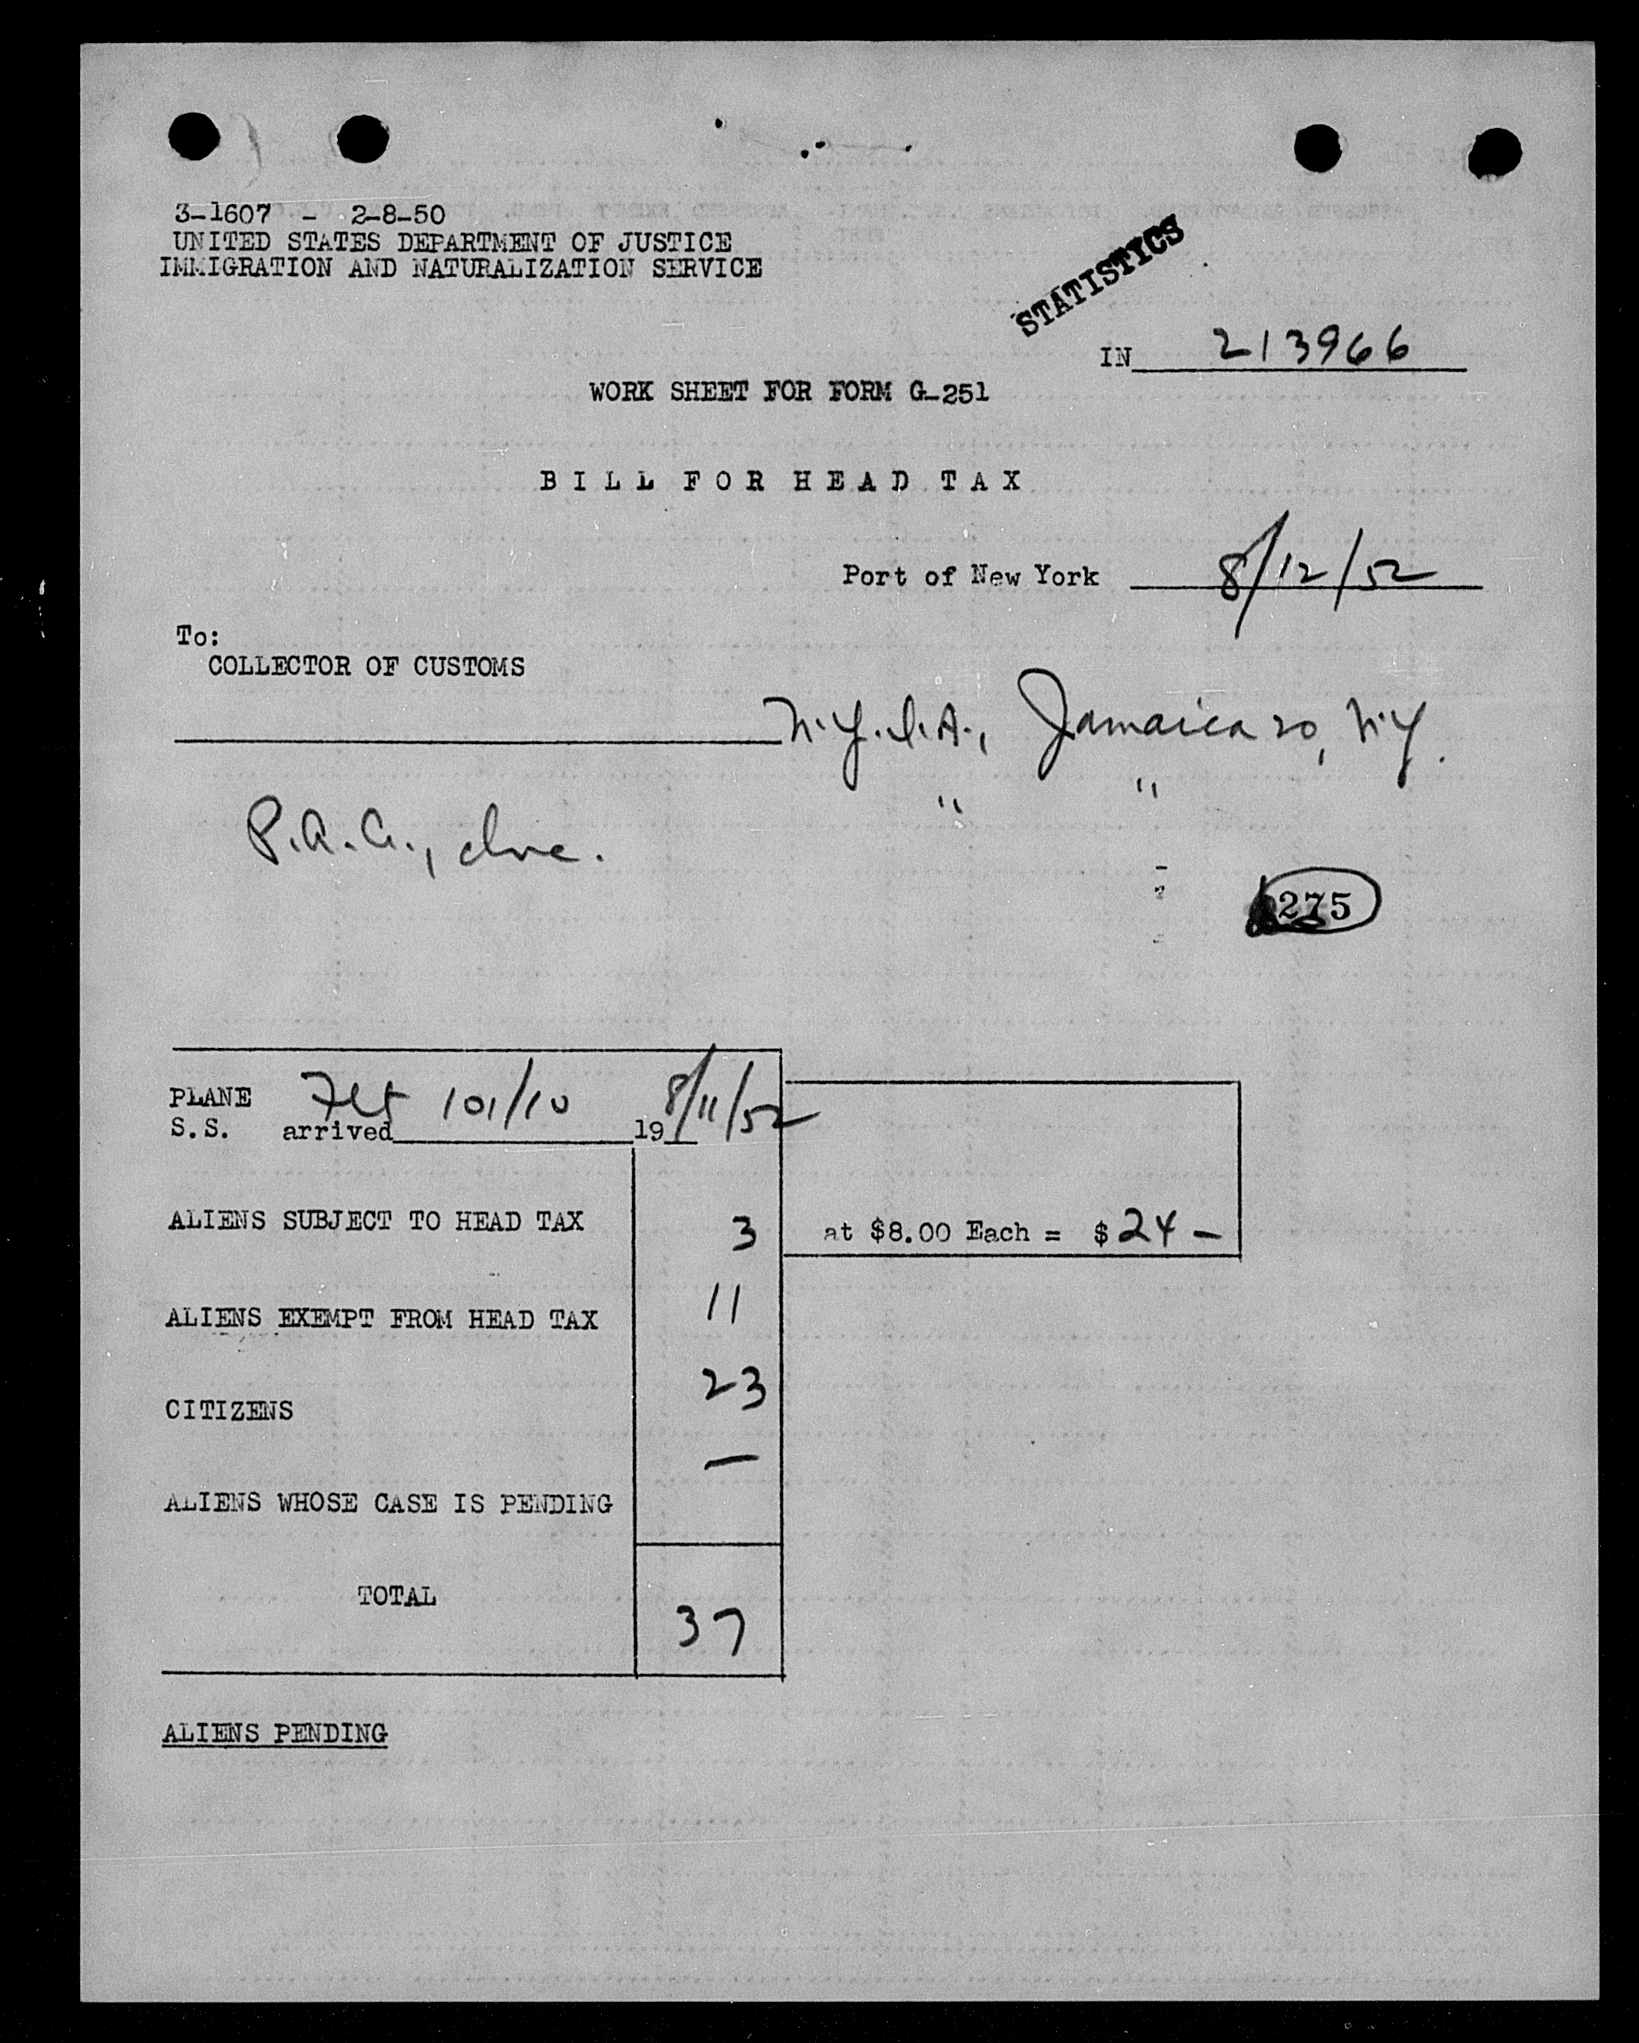 3-1607 - 2-8-50
UNITED STATES DEPARTMENT OF JUSTICE
IMMIGRATION AND NATURALIZATION SERVICE
STATISTICS
IN 213966
WORK SHEET FOR FORM G-251
BILL FOR HEAD TAX
Port of New York 8/12/52
To:
COLLECTOR OF CUSTOMS
N.Y.I.A., Jamaica 20, N.Y.
" "
P.A.A., Inc.
275
PLANE Flt 101/10 8/11/52
S.S. arrived 19
ALIENS SUBJECT TO HEAD TAX 3 at $8.00 Each = $24 -
ALIENS EXEMPT FROM HEAD TAX 11
CITIZENS 23
ALIENS WHOSE CASE IS PENDING —
TOTAL 37
ALIENS PENDING